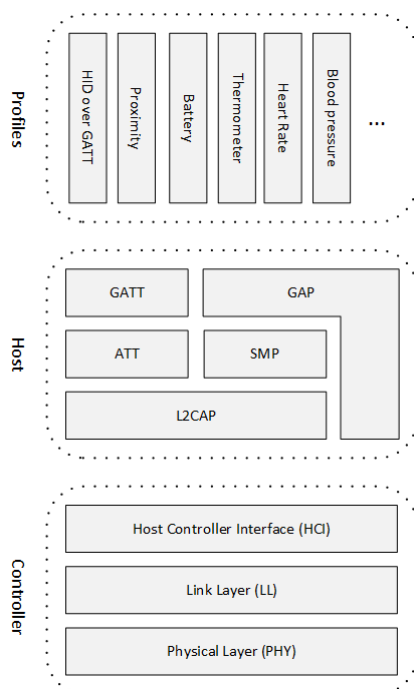 Profiles
HID over GATT
Proximity
Battery
Thermometer
Heart Rate
Blood pressure
...
Host
GATT
GAP
ATT
SMP
L2CAP
Controller
Host Controller Interface (HCI)
Link Layer (LL)
Physical Layer (PHY)